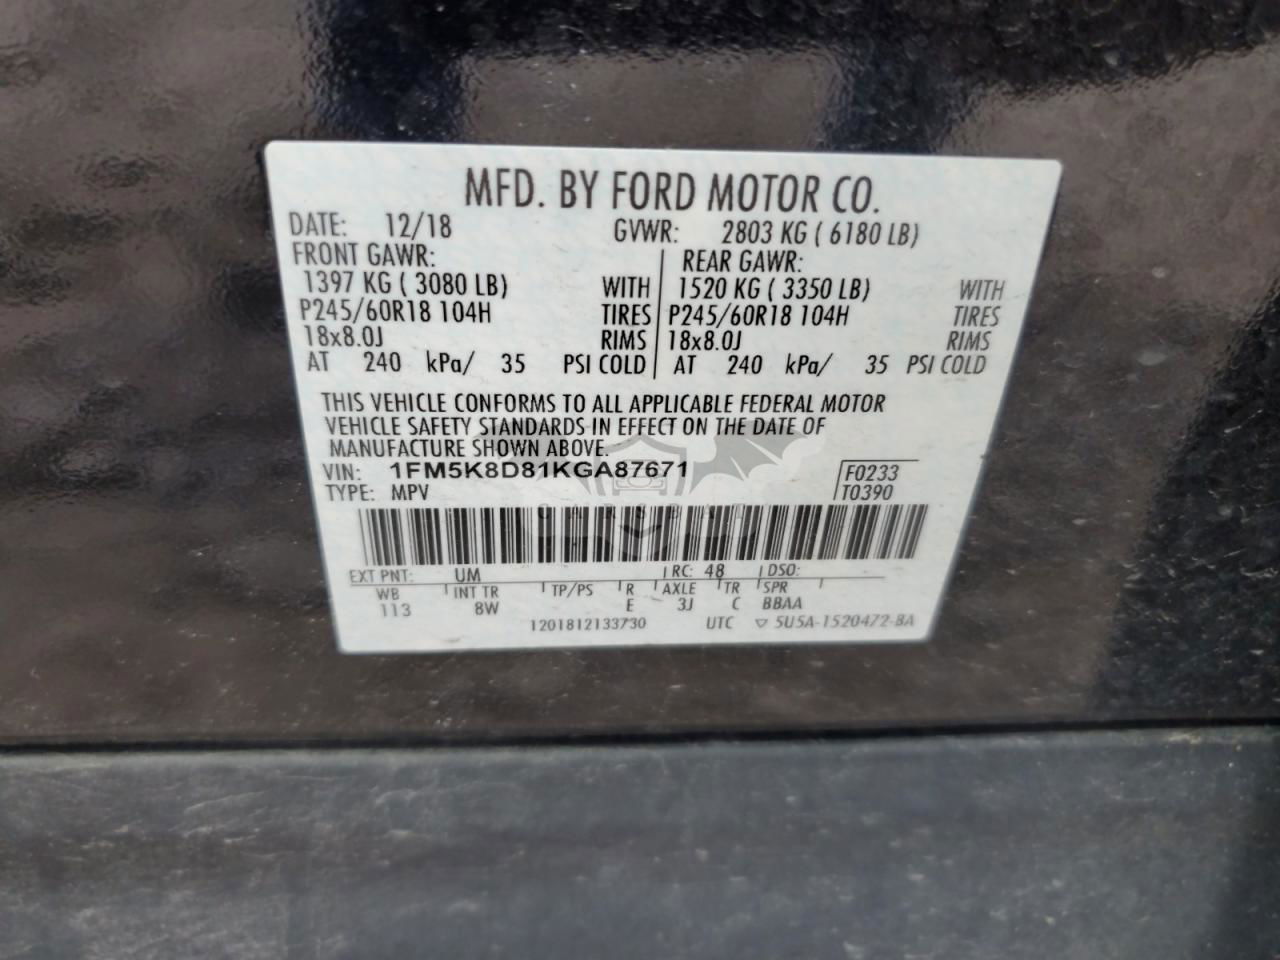 MFD. BY FORD MOTOR CO.
DATE: 12/18 GVWR: 2803 KG ( 6180 LB)
FRONT GAWR: REAR GAWR:
1397 KG ( 3080 LB) WITH 1520 KG ( 3350 LB) WITH
P245/60R18 104H TIRES P245/60R18 104H TIRES
18x8.0J RIMS 18x8.0J RIMS
AT 240 kPa/ 35 PSI COLD AT 240 kPa/ 35 PSI COLD
THIS VEHICLE CONFORMS TO ALL APPLICABLE FEDERAL MOTOR
VEHICLE SAFETY STANDARDS IN EFFECT ON THE DATE OF
MANUFACTURE SHOWN ABOVE.
VIN: 1FM5K8D81KGA87671 F0233
TYPE: MPV T0390
CARSBAT
EXT PNT: UM RC: 48 DSO:
WB INT TR TP/PS R AXLE TR SPR
113 8W E 3J C BBAA
1201812133730 UTC ▽ 5U5A-1520472-BA